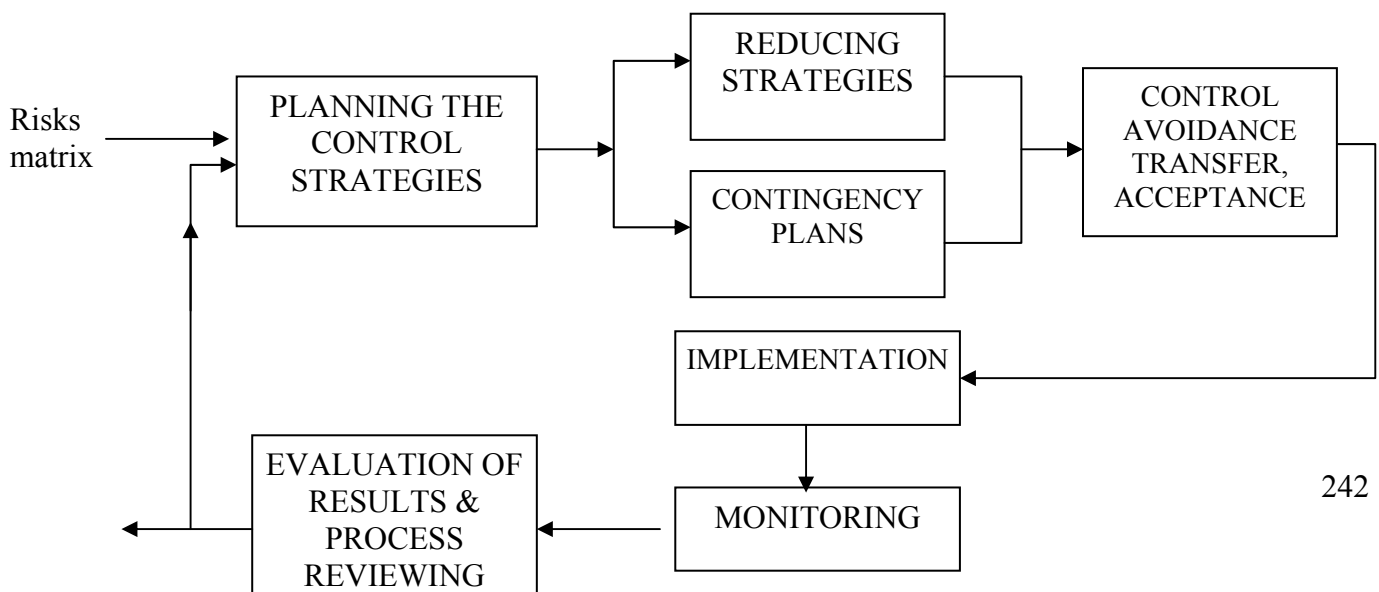 Risks
matrix
PLANNING THE
CONTROL
STRATEGIES
REDUCING
STRATEGIES
CONTINGENCY
PLANS
CONTROL
AVOIDANCE
TRANSFER,
ACCEPTANCE
IMPLEMENTATION
MONITORING
EVALUATION OF
RESULTS &
PROCESS
REVIEWING
242